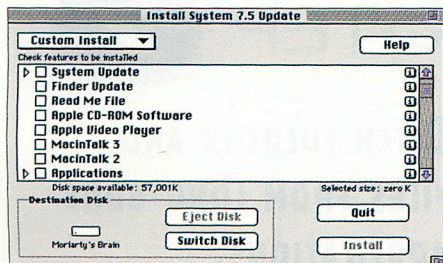 Install System 7.5 Update
Custom Install
Help
Check features to be installed
System Update
Finder Update
Read Me File
Apple CD-ROM Software
Apple Video Player
MacinTalk 3
MacinTalk 2
Applications
Disk space available: 57,001K
Selected size: zero K
Destination Disk
Eject Disk
Quit
Moriarty's Brain
Switch Disk
Install